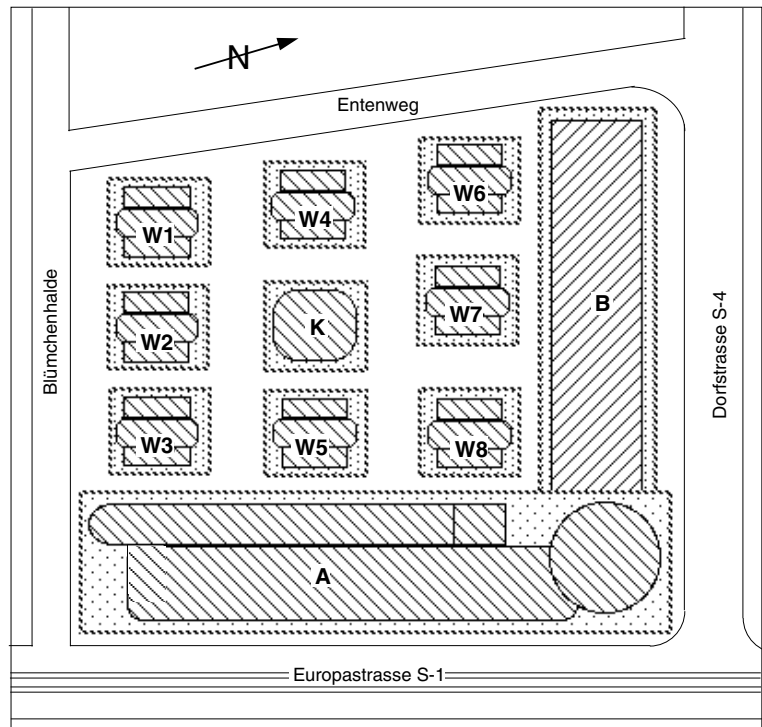 N
Entenweg
W6
W4
W1
Blümchenhalde
B
Dorfstrasse S-4
W7
K
W2
W3
W5
W8
A
Europastrasse S-1